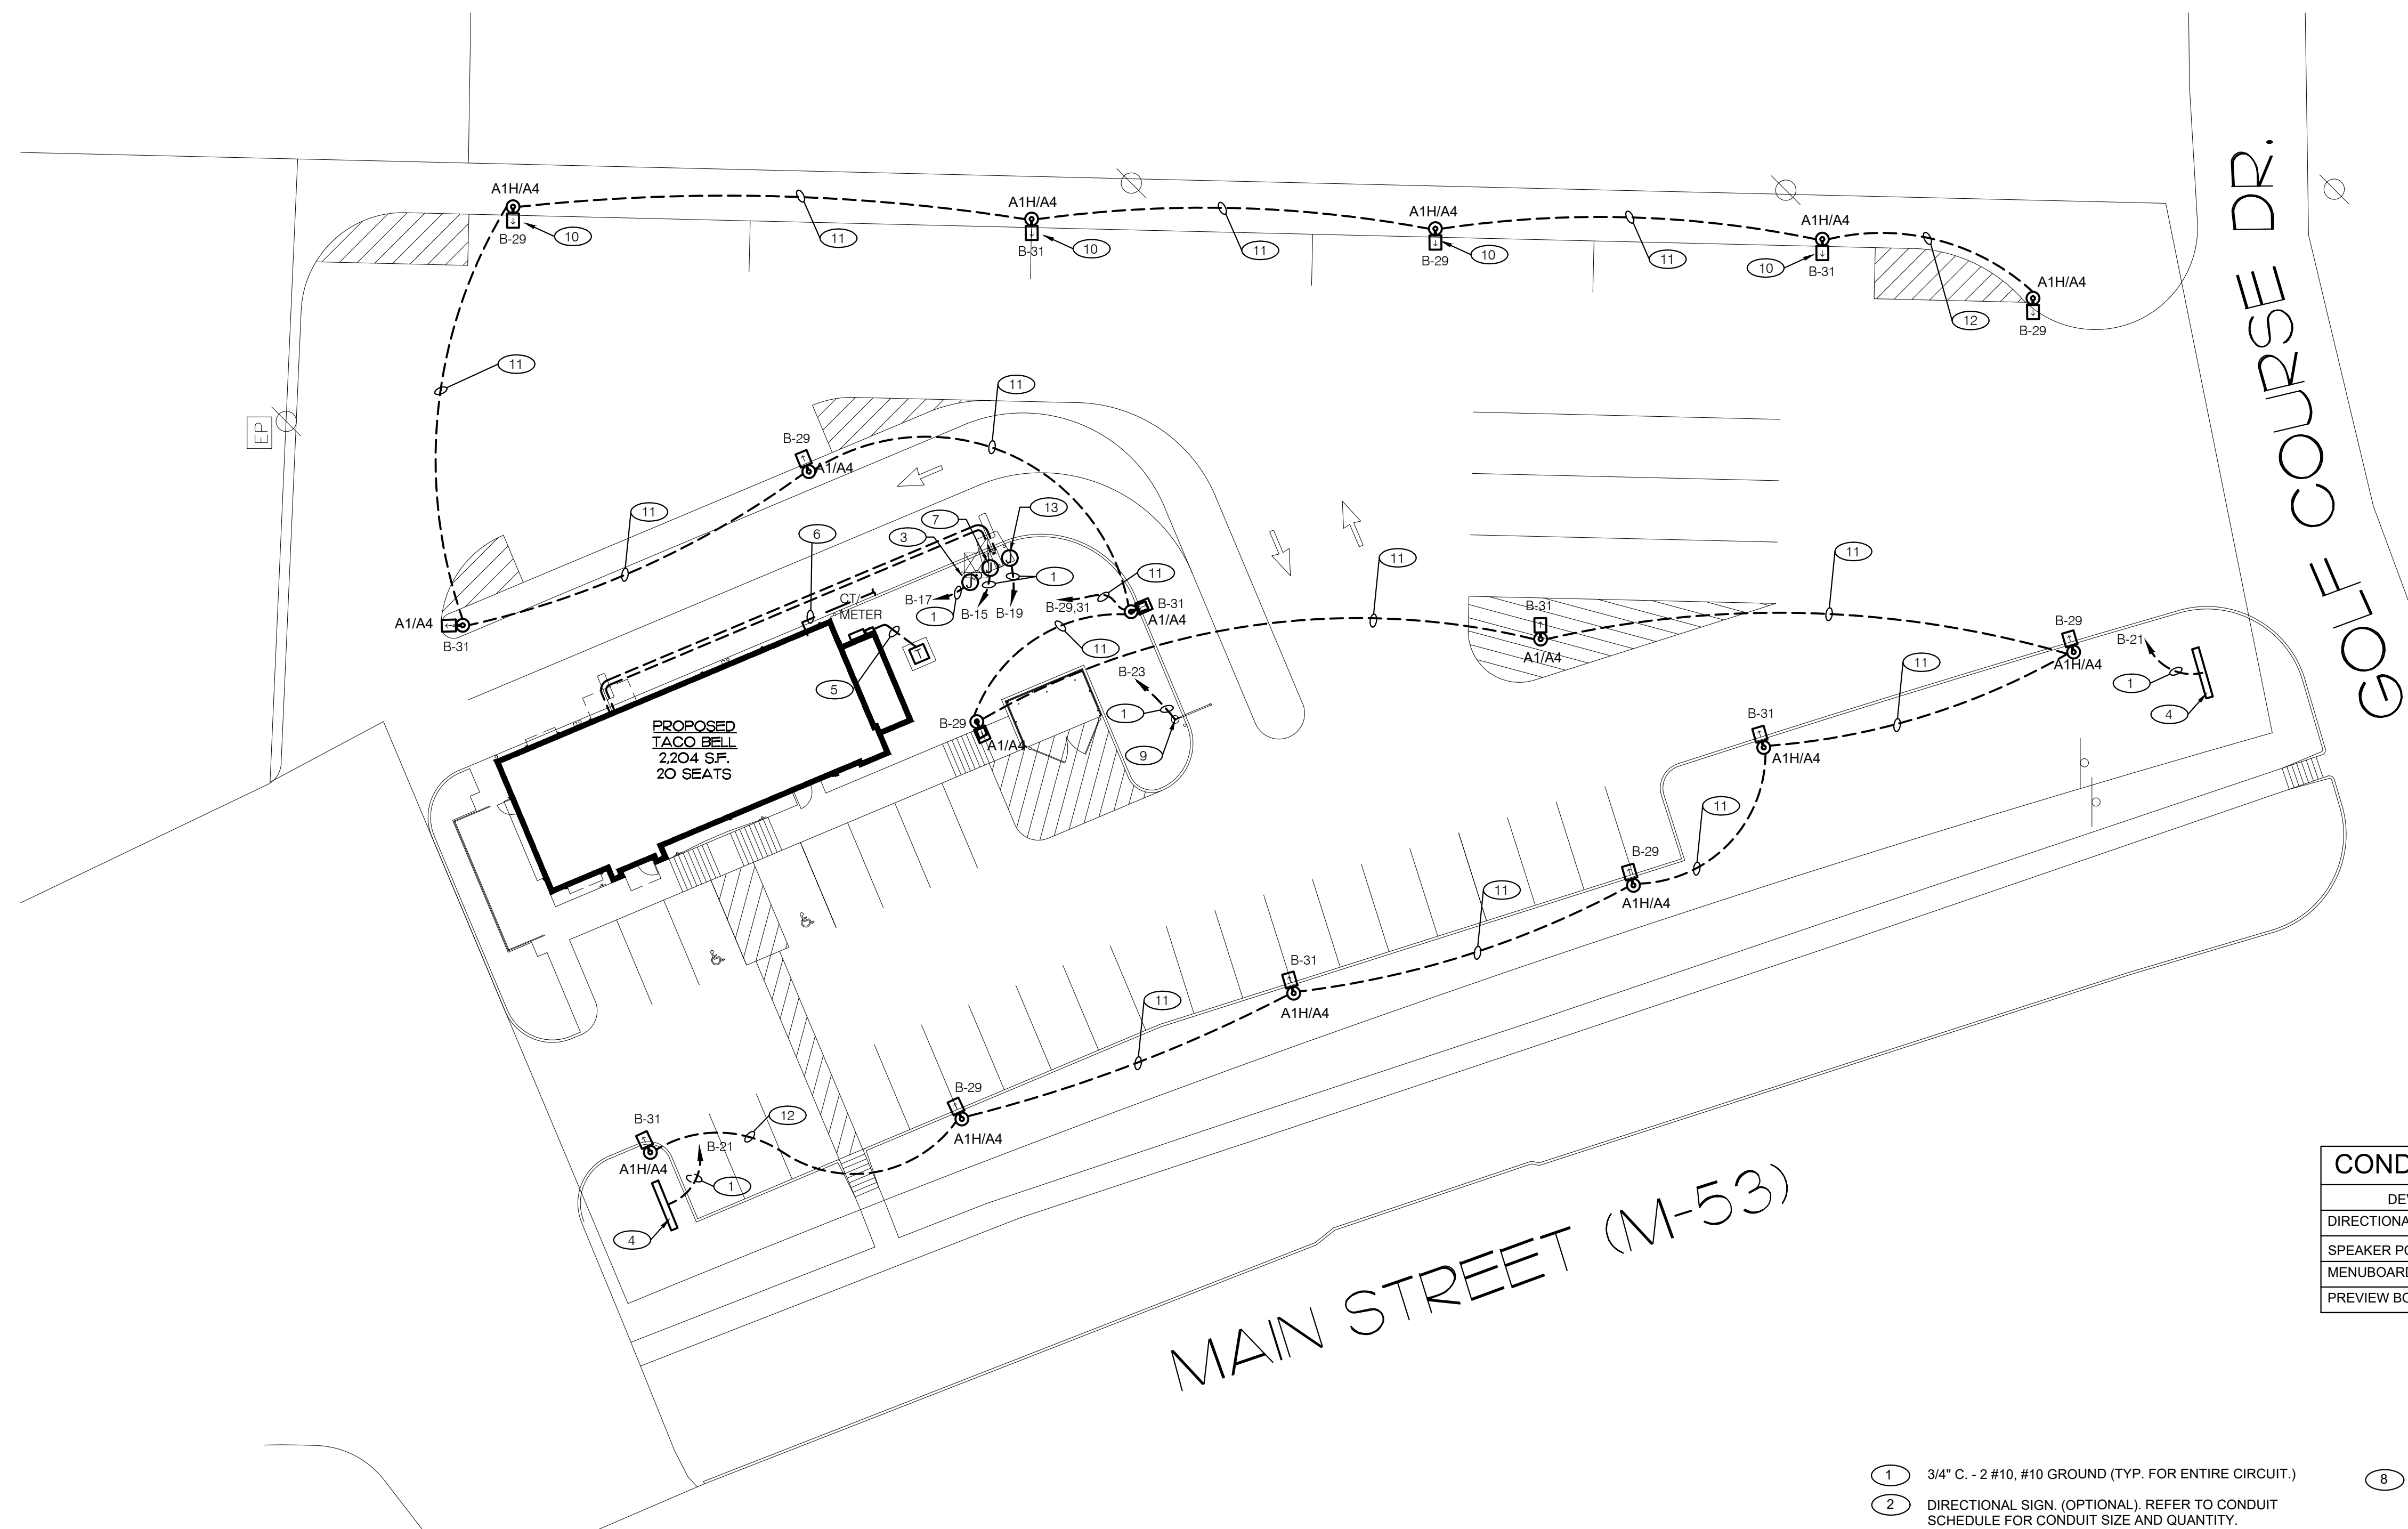 A1H/A4
B-29
10
11
A1H/A4
B-31
10
11
A1H/A4
B-29
10
11
A1H/A4
B-31
10
12
A1H/A4
B-29
GOLF COURSE DR.
EP
11
11
B-29
A1/A4
11
6
7
3
13
1
11
CT/
METER
B-17
1
B-15
B-19
B-29,31
B-31
A1/A4
A1/A4
B-31
T
5
11
11
B-31
A1/A4
11
B-29
A1H/A4
B-21
1
4
11
B-23
1
9
B-29
A1/A4
PROPOSED
TACO BELL
2,204 S.F.
20 SEATS
B-31
A1H/A4
11
B-29
A1H/A4
11
B-31
A1H/A4
11
B-29
A1H/A4
12
B-31
A1H/A4
B-21
1
4
MAIN STREET (M-53)
COND
DE
DIRECTIONA
SPEAKER PO
MENUBOARD
PREVIEW BO
1 3/4" C. - 2 #10, #10 GROUND (TYP. FOR ENTIRE CIRCUIT.)
2 DIRECTIONAL SIGN. (OPTIONAL). REFER TO CONDUIT
SCHEDULE FOR CONDUIT SIZE AND QUANTITY.
8